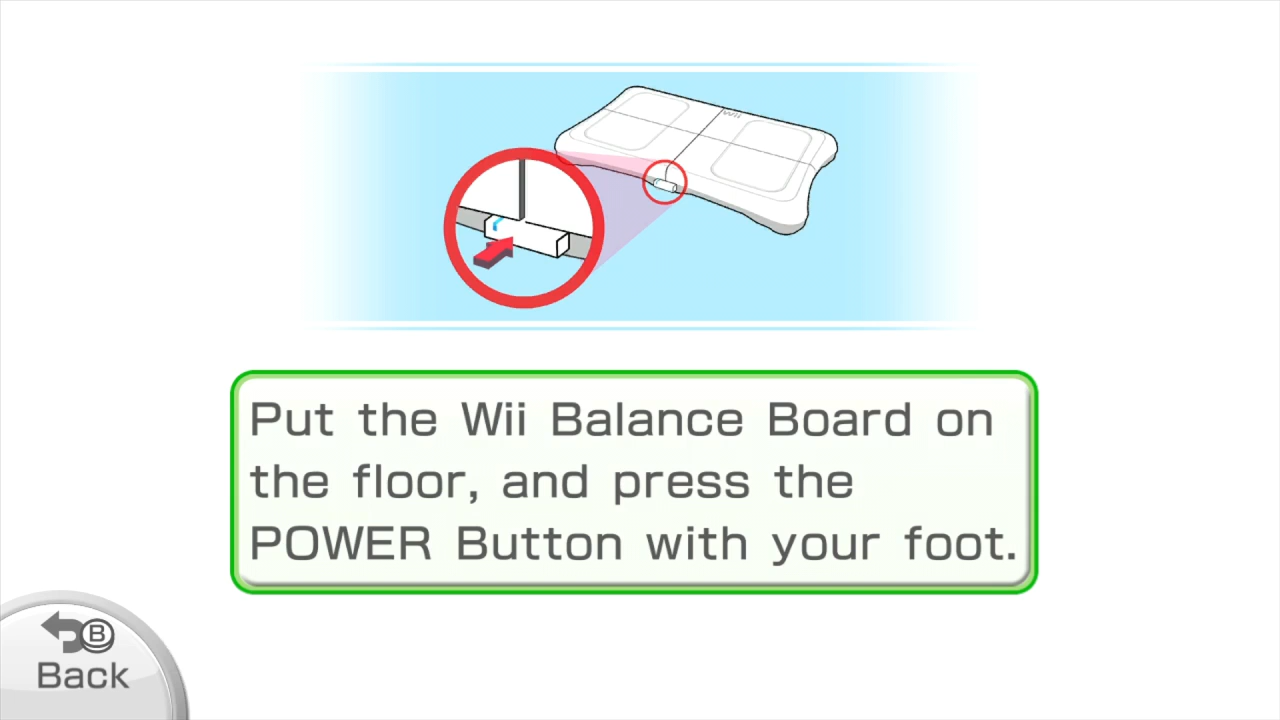 Wii
Put the Wii Balance Board on
the floor, and press the
POWER Button with your foot.
B
Back